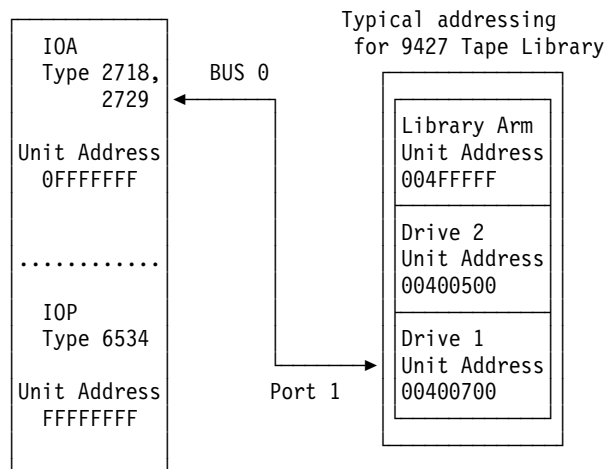 Typical addressing
for 9427 Tape Library
IOA
Type 2718,
2729
BUS 0
Unit Address
0FFFFFFF
............
IOP
Type 6534
Unit Address
FFFFFFFF
Port 1
Library Arm
Unit Address
004FFFFF
Drive 2
Unit Address
00400500
Drive 1
Unit Address
00400700